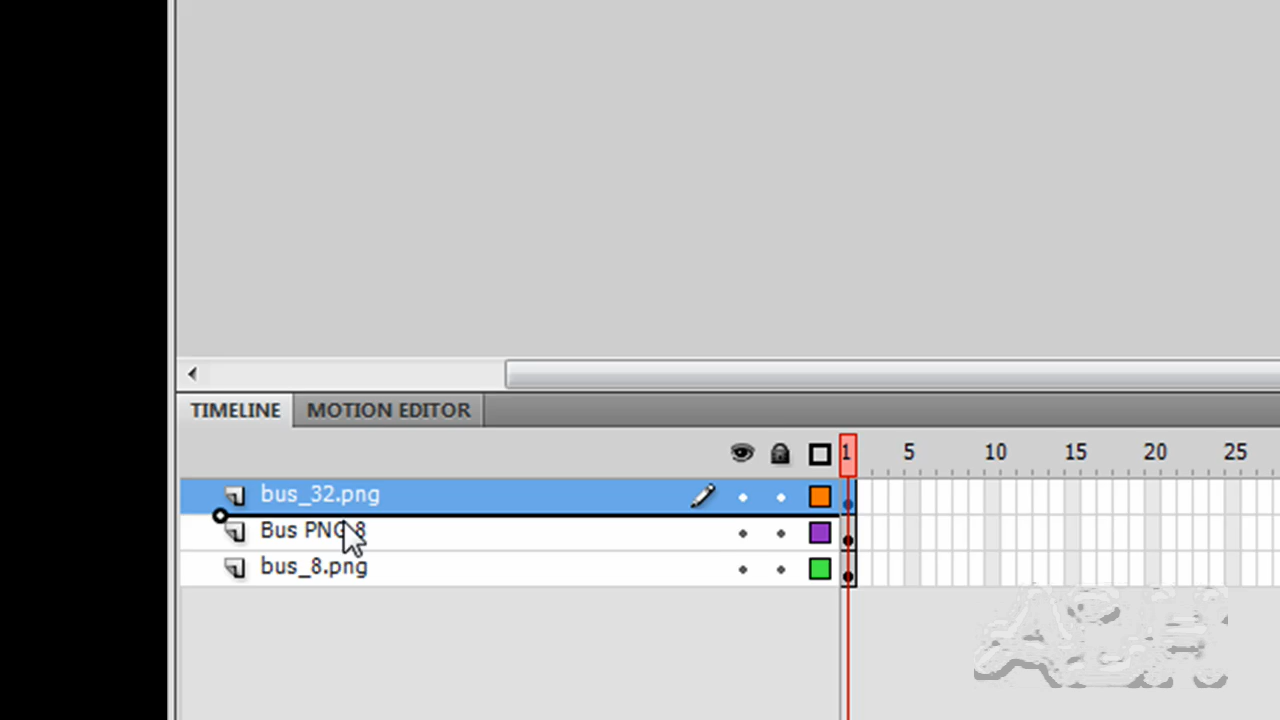 TIMELINE MOTION EDITOR
1 5 10 15 20 25
bus_32.png
Bus PNG 8
bus_8.png